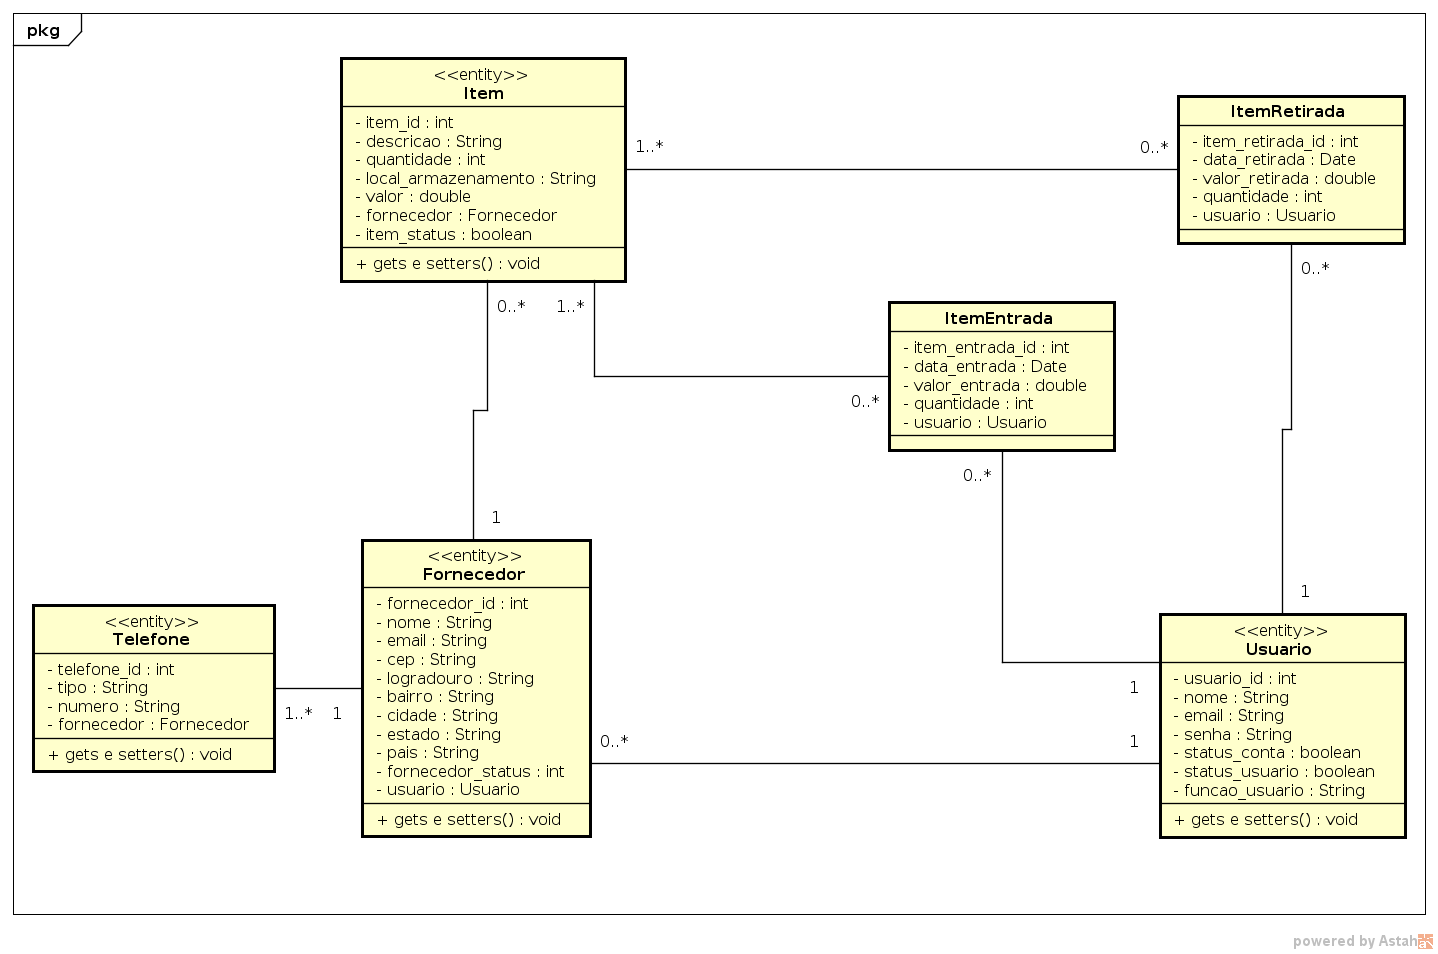 pkg
<<entity>>
Item
- item_id : int
- descricao : String
- quantidade : int
- local_armazenamento : String
- valor : double
- fornecedor : Fornecedor
- item_status : boolean
+ gets e setters() : void
1..*
0..*
ItemRetirada
- item_retirada_id : int
- data_retirada : Date
- valor_retirada : double
- quantidade : int
- usuario : Usuario
0..*
0..*
1..*
ItemEntrada
- item_entrada_id : int
- data_entrada : Date
- valor_entrada : double
- quantidade : int
- usuario : Usuario
0..*
0..*
1
1
<<entity>>
Fornecedor
- fornecedor_id : int
- nome : String
- email : String
- cep : String
- logradouro : String
- bairro : String
- cidade : String
- estado : String
- pais : String
- fornecedor_status : int
- usuario : Usuario
+ gets e setters() : void
<<entity>>
Telefone
- telefone_id : int
- tipo : String
- numero : String
- fornecedor : Fornecedor
+ gets e setters() : void
1..*
1
0..*
1
1
<<entity>>
Usuario
- usuario_id : int
- nome : String
- email : String
- senha : String
- status_conta : boolean
- status_usuario : boolean
- funcao_usuario : String
+ gets e setters() : void
powered by Astah